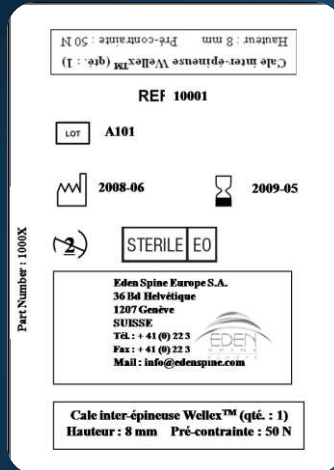 Cale inter-épineuse Wellex™ (qté. : 1)
Hauteur : 8 mm Pré-contrainte : 50 N
REF 10001
LOT A101
2008-06
2009-05
2
STERILE EO
Part Number : 1000X
Eden Spine Europe S.A.
36 Bd Helvétique
1207 Genève
SUISSE
Tél. : + 41 (0) 22 3
Fax : + 41 (0) 22 3
Mail : info@edenspine.com
EDEN
SPINE
Cale inter-épineuse Wellex™ (qté. : 1)
Hauteur : 8 mm Pré-contrainte : 50 N